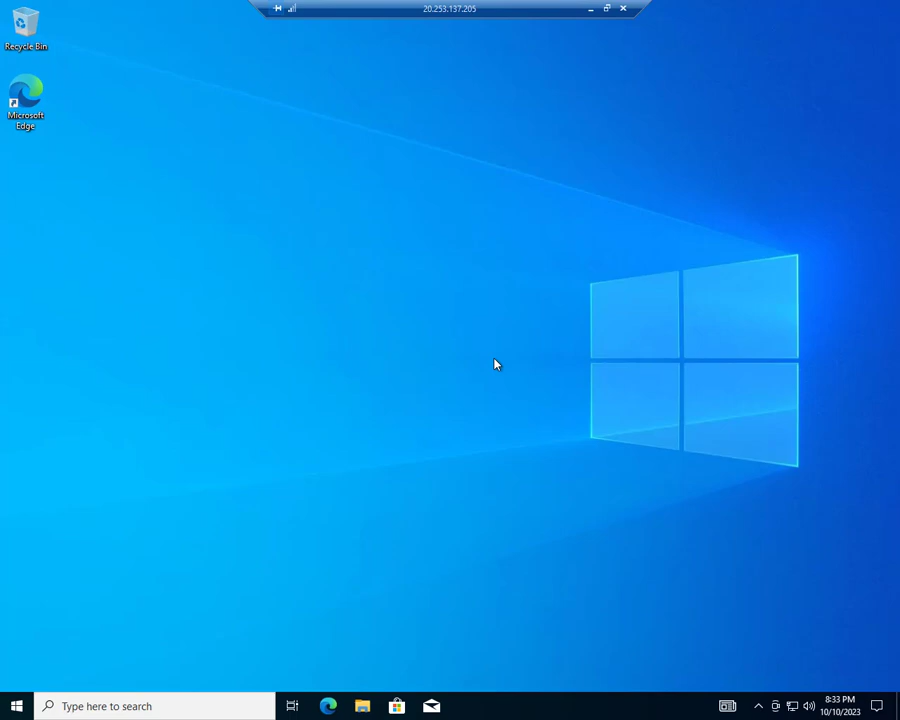 20.253.137.205
Recycle Bin
Microsoft
Edge
Type here to search
8:33 PM
10/10/2023